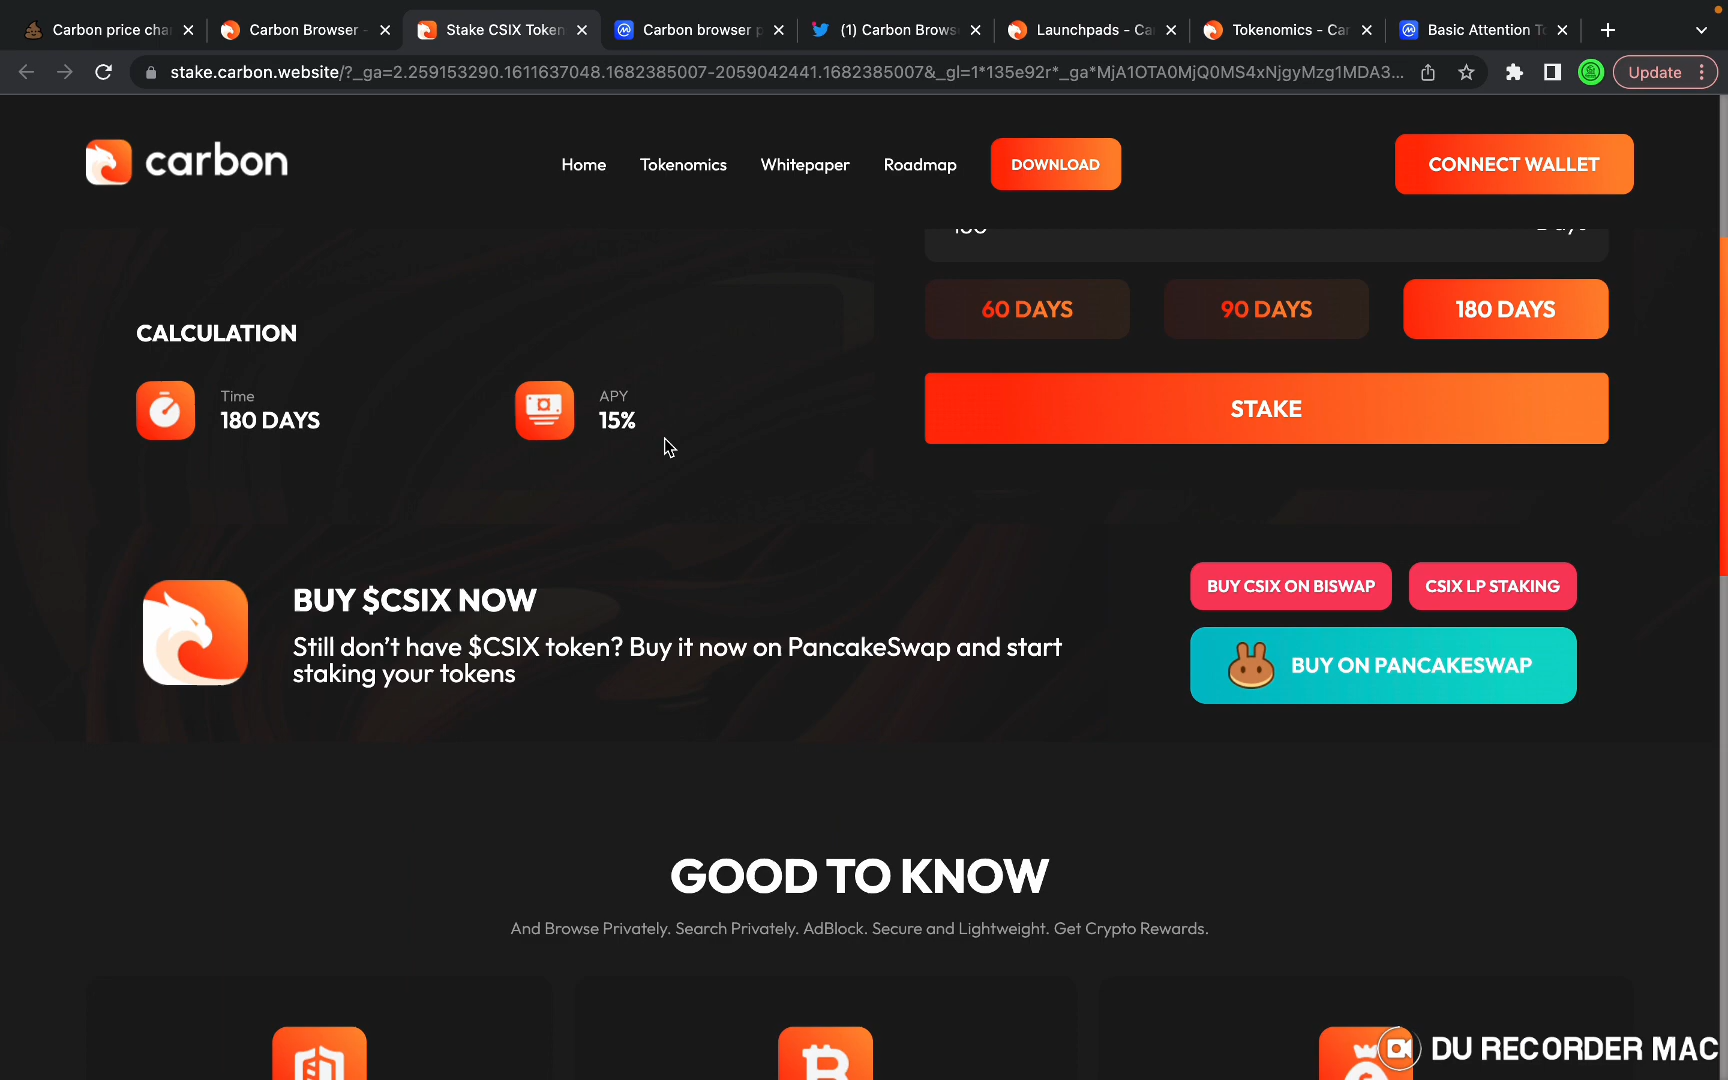 Carbon price cha
Carbon Browser -
Stake CSIX Token
Carbon browser p
(1) Carbon Brows
Launchpads - Ca
Tokenomics - Car
Basic Attention To
stake.carbon.website/?_ga=2.259153290.1611637048.1682385007-2059042441.1682385007&_gl=1*135e92r*_ga*MjA1OTA0MjQ0MS4xNjgyMzg1MDA3...
Update
carbon
Home
Tokenomics
Whitepaper
Roadmap
DOWNLOAD
CONNECT WALLET
180
Days
60 DAYS
90 DAYS
180 DAYS
CALCULATION
Time
180 DAYS
APY
15%
STAKE
BUY $CSIX NOW
Still don't have $CSIX token? Buy it now on PancakeSwap and start
staking your tokens
BUY CSIX ON BISWAP
CSIX LP STAKING
BUY ON PANCAKESWAP
GOOD TO KNOW
And Browse Privately. Search Privately. AdBlock. Secure and Lightweight. Get Crypto Rewards.
DU RECORDER MAC